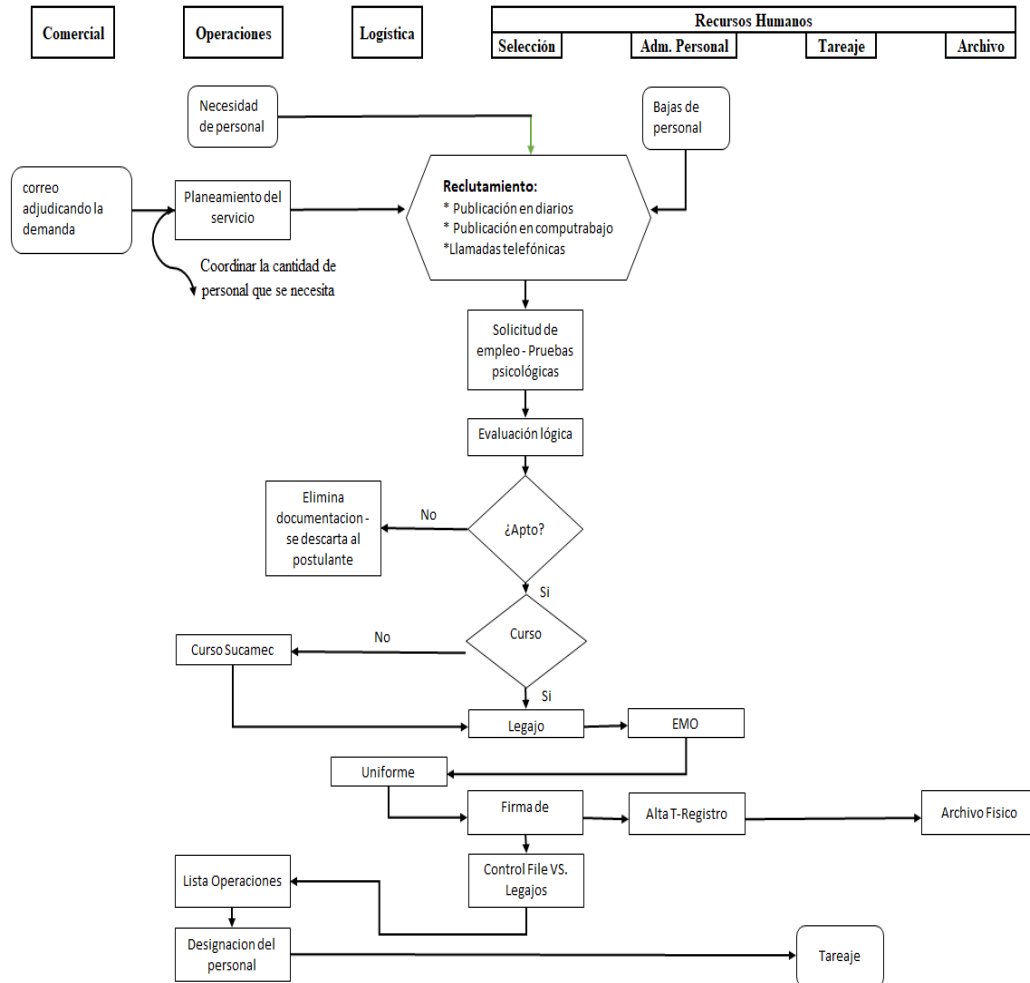 Comercial
Operaciones
Logística
Recursos Humanos
Selección
Adm. Personal
Tareaje
Archivo
Necesidad
de personal
Bajas de
personal
correo
adjudicando la
demanda
Planeamiento del
servicio
Reclutamiento:
* Publicación en diarios
* Publicación en computrabajo
*Llamadas telefónicas
Coordinar la cantidad de
personal que se necesita
Solicitud de
empleo - Pruebas
psicológicas
Evaluación lógica
Elimina
documentacion -
se descarta al
postulante
No
¿Apto?
Si
Curso
No
Curso Sucamec
Si
Legajo
EMO
Uniforme
Firma de
Alta T-Registro
Archivo Fisico
Control File VS.
Legajos
Lista Operaciones
Designacion del
personal
Tareaje